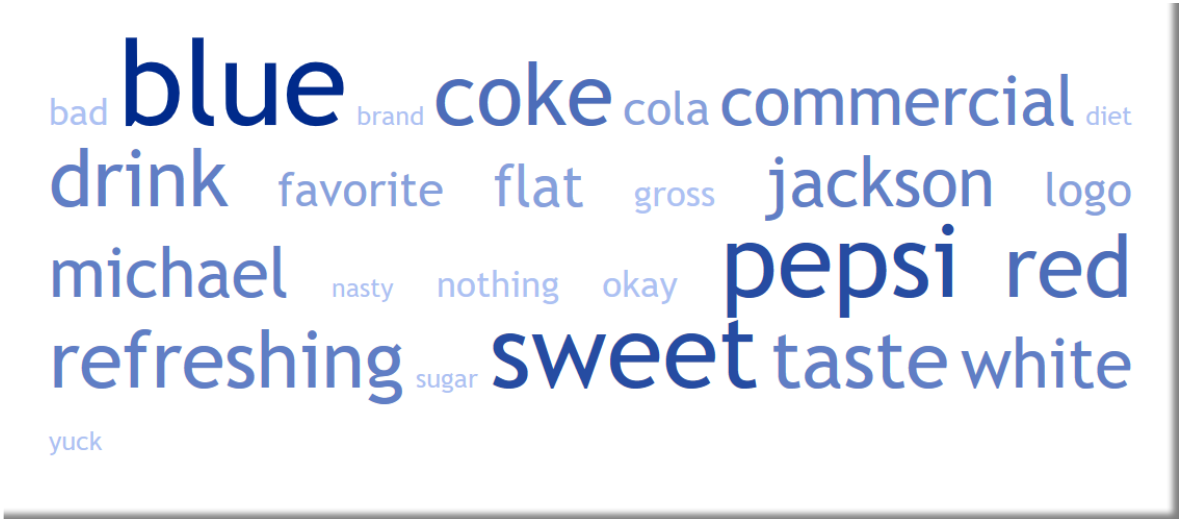 bad blue brand coke cola commercial diet
drink favorite flat gross jackson logo
michael nasty nothing okay pepsi red
refreshing sugar sweet taste white
yuck